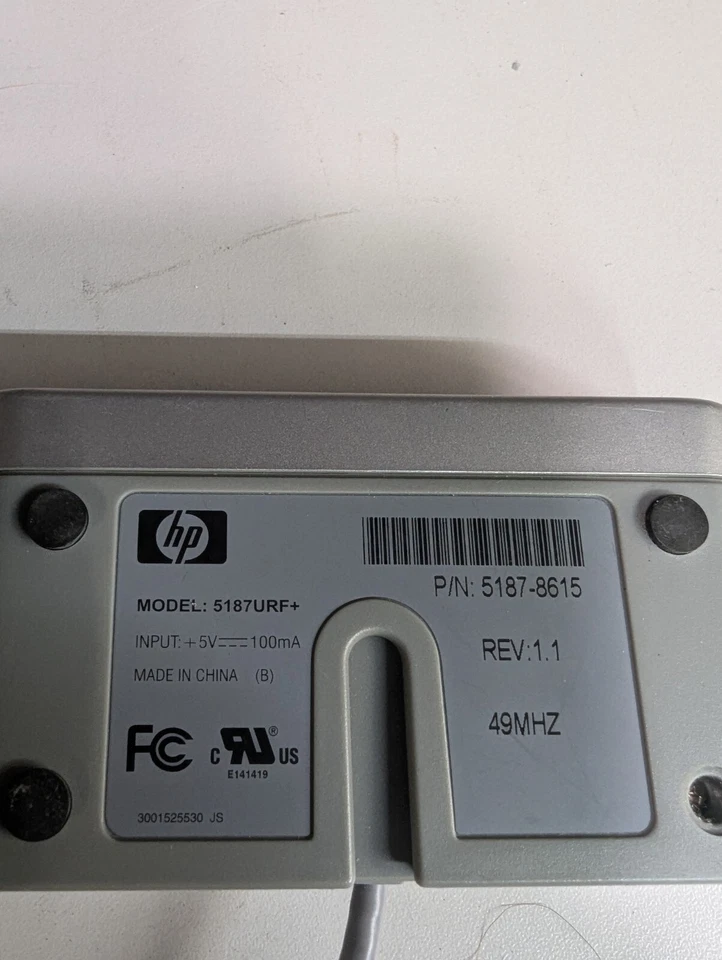 hp
P/N: 5187-8615
MODEL: 5187URF+
INPUT: +5V⎓100mA
REV:1.1
MADE IN CHINA (B)
49MHZ
FC
C UR® US
E141419
3001525530 JS